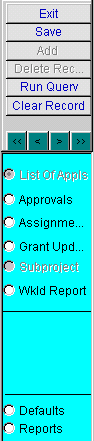 Exit
Save
Add
Delete Rec...
Run Query
Clear Record
<< < > >>
List Of Appls
Approvals
Assignme...
Grant Upd...
Subproject
Wkld Report
Defaults
Reports